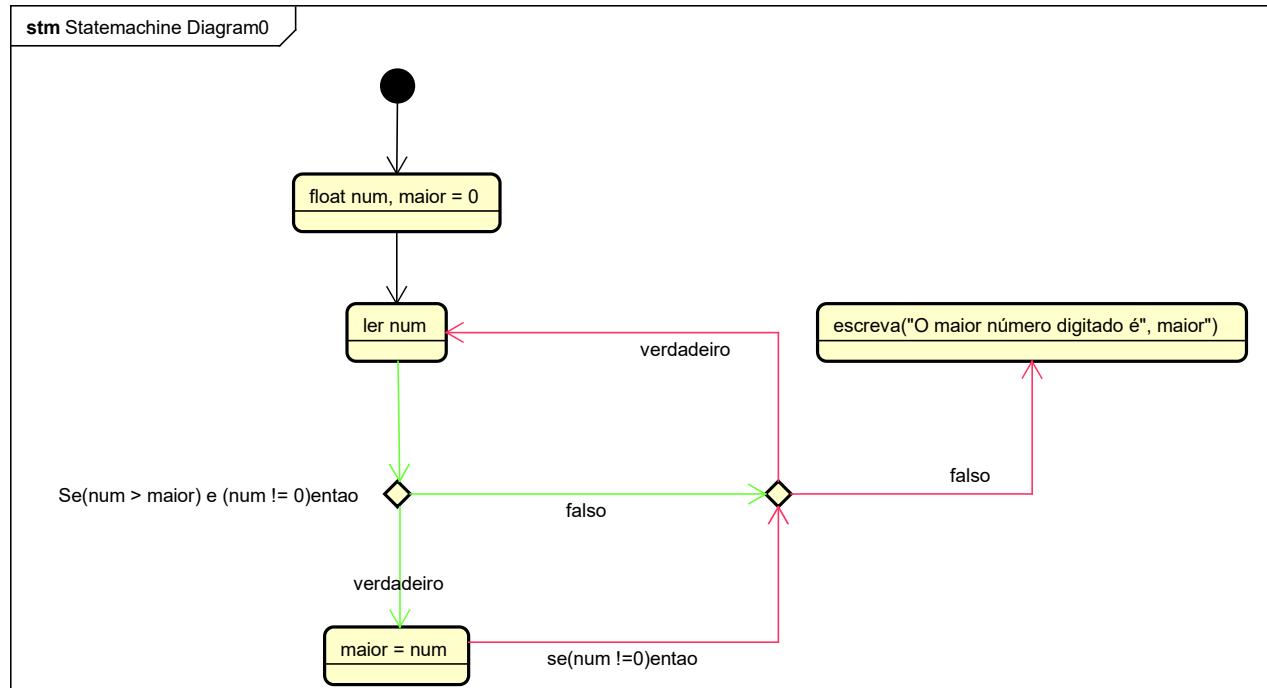 stm Statemachine Diagram0
float num, maior = 0
ler num
escreva("O maior número digitado é", maior")
verdadeiro
falso
Se(num > maior) e (num != 0)entao
falso
verdadeiro
maior = num
se(num !=0)entao